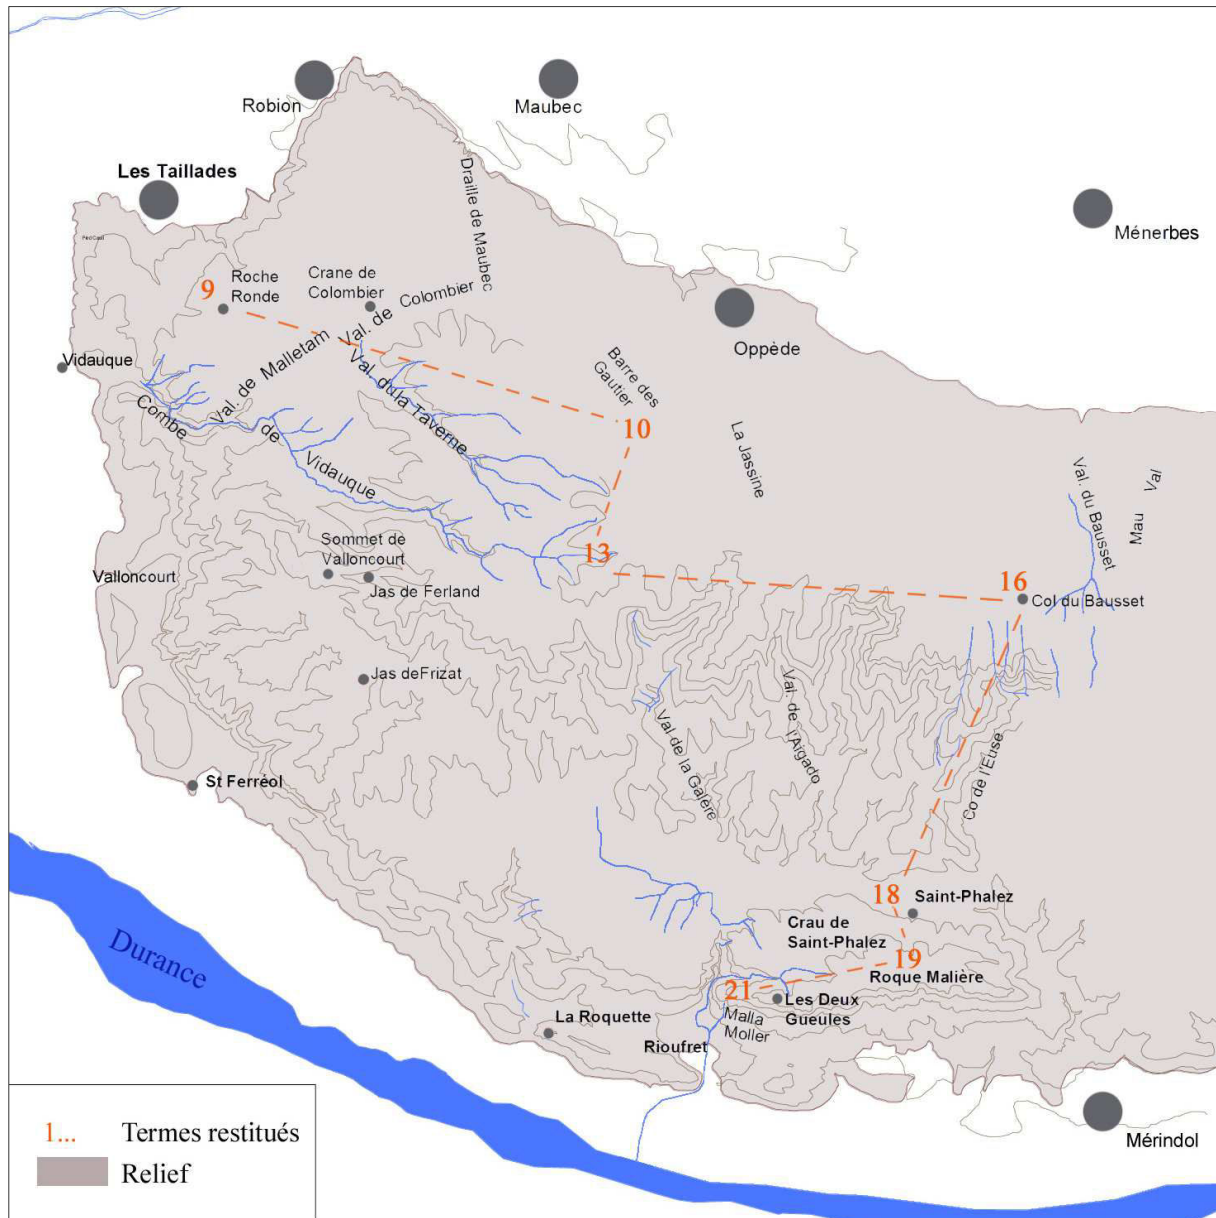 Robion
Maubec
Les Taillades
Ménerbes
Draille de Maubec
Roche
Ronde
9
Crane de
Colombier
Val. de Colombier
Oppède
Vidauque
Val. de Malletam
Barre des
Gautier
Combe
de
Vidauque
Val. du la Taverne
10
La Jassine
Val. du Bausset
Mau Val
13
Sommet de
Valloncourt
Valloncourt
Jas de Ferland
16
Col du Bausset
Jas deFrizat
Val de la Galère
Val. de l'Aigado
Co de l'Euse
St Ferréol
18
Saint-Phalez
Crau de
Saint-Phalez
19
Roque Malière
Durance
21
Les Deux
Gueules
Malla
Moller
La Roquette
Rioufret
Mérindol
1... Termes restitués
Relief